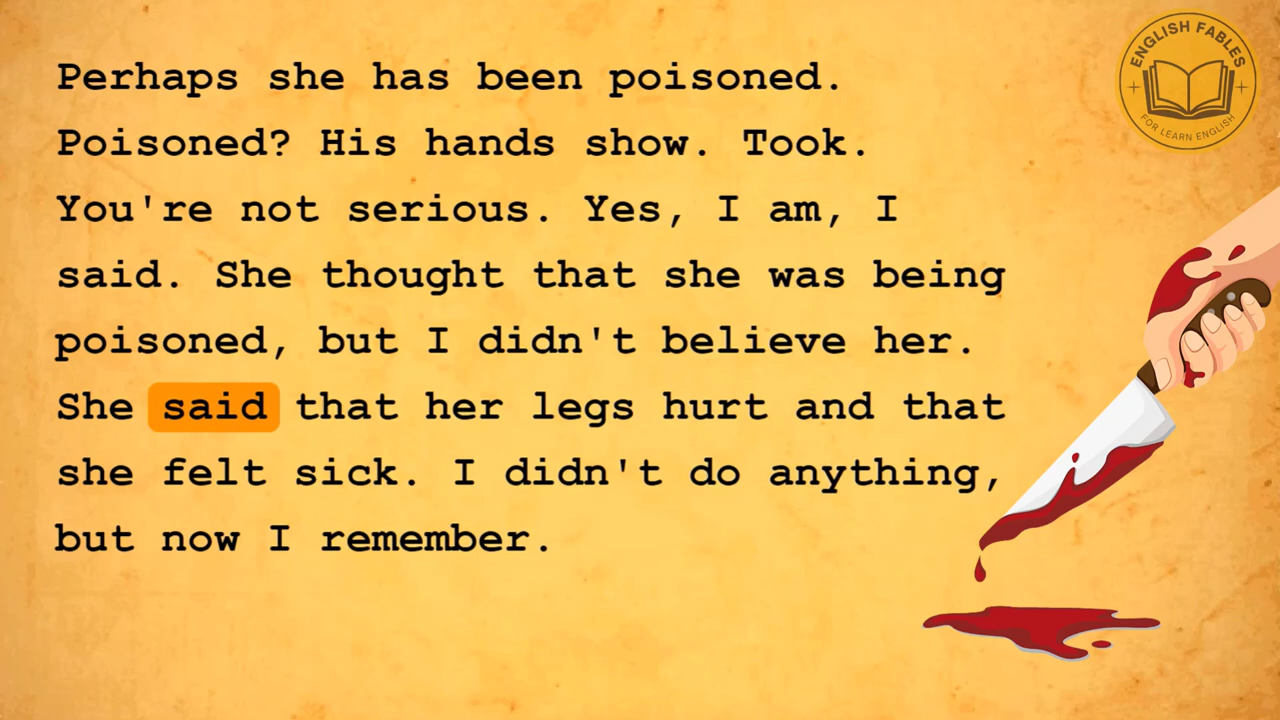 Perhaps she has been poisoned.
Poisoned? His hands show. Took.
You're not serious. Yes, I am, I
said. She thought that she was being
poisoned, but I didn't believe her.
She said that her legs hurt and that
she felt sick. I didn't do anything,
but now I remember.
ENGLISH FABLES
FOR LEARN ENGLISH